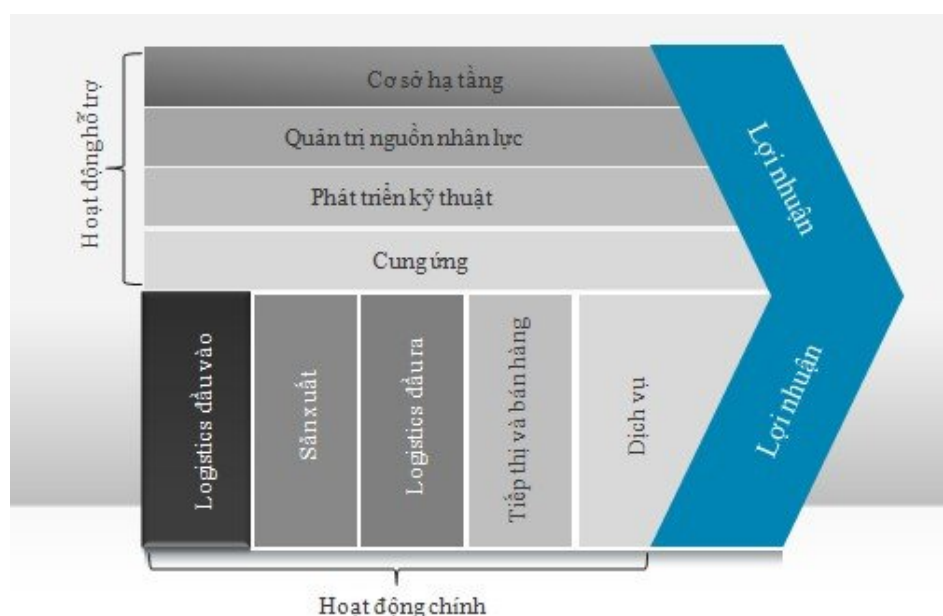 Hoạt động hỗ trợ
Cơ sở hạ tầng
Quản trị nguồn nhân lực
Phát triển kỹ thuật
Cung ứng
Logistics đầu vào
Sản xuất
Logistics đầu ra
Tiếp thị và bán hàng
Dịch vụ
Lợi nhuận
Lợi nhuận
Hoạt động chính